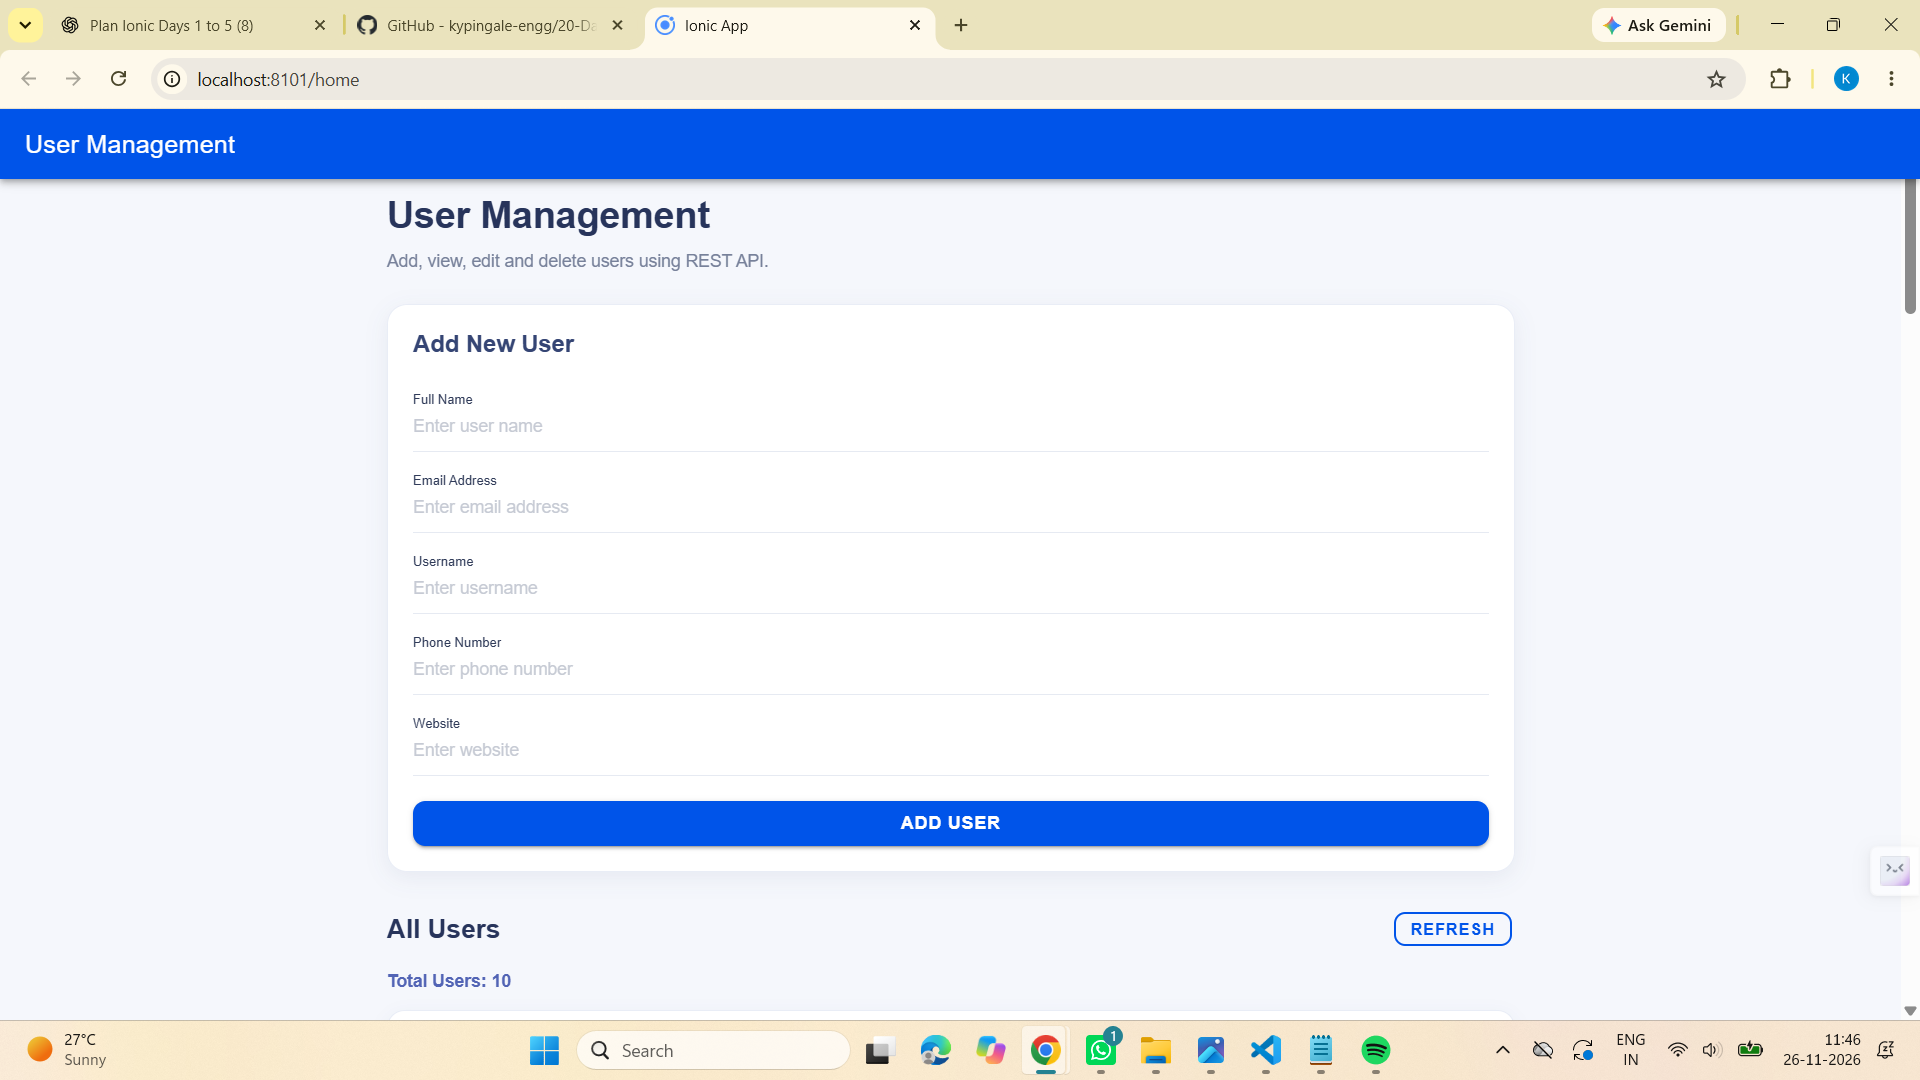 Plan Ionic Days 1 to 5 (8)
GitHub - kypingale-engg/20-Da
Ionic App
Ask Gemini
localhost:8101/home
K
User Management
User Management
Add, view, edit and delete users using REST API.
Add New User
Full Name
Enter user name
Email Address
Enter email address
Username
Enter username
Phone Number
Enter phone number
Website
Enter website
ADD USER
All Users
REFRESH
Total Users: 10
27°C
Sunny
Search
1
ENG
IN
11:46
26-11-2026